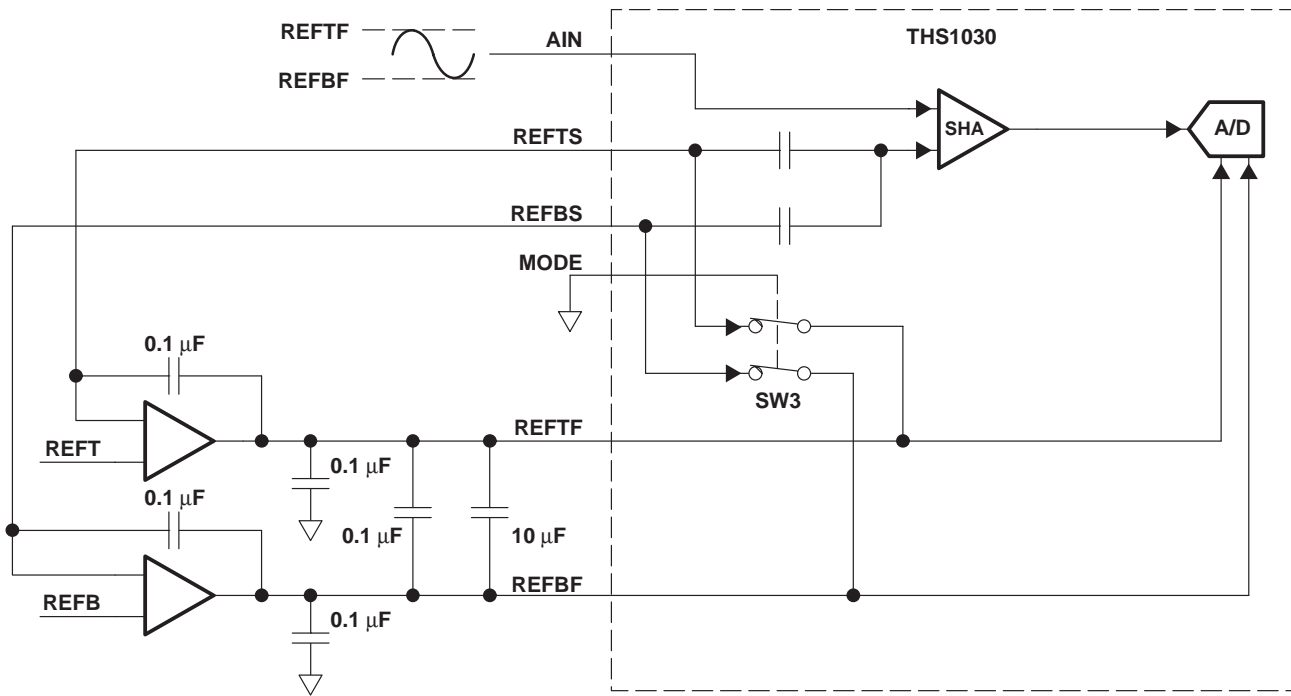 REFTF
AIN
THS1030
REFBF
SHA
A/D
REFTS
REFBS
MODE
0.1 μF
SW3
REFT
REFTF
0.1 μF
0.1 μF
0.1 μF
10 μF
REFBF
REFB
0.1 μF